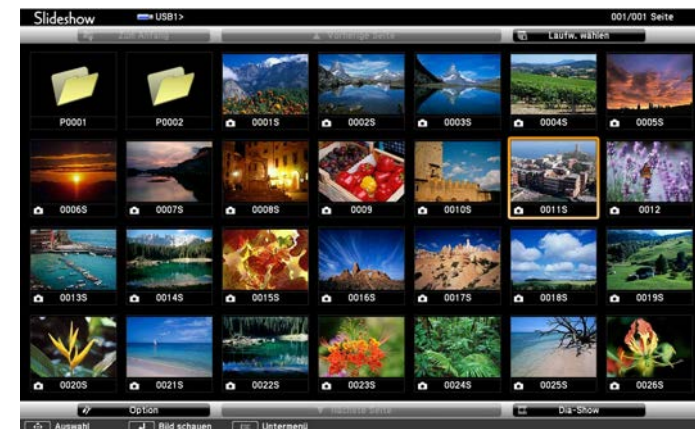 Slideshow USB1> 001/001 Seite
Zum Anfang Vorherige Seite Laufw. wählen
P0001 P0002 0001S 0002S 0003S 0004S 0005S
0006S 0007S 0008S 0009 0010S 0011S 0012
0013S 0014S 0015S 0016S 0017S 0018S 0019S
0020S 0021S 0022S 0023S 0024S 0025S 0026S
Option Nächste Seite Dia-Show
Auswahl Bild schauen Untermenü